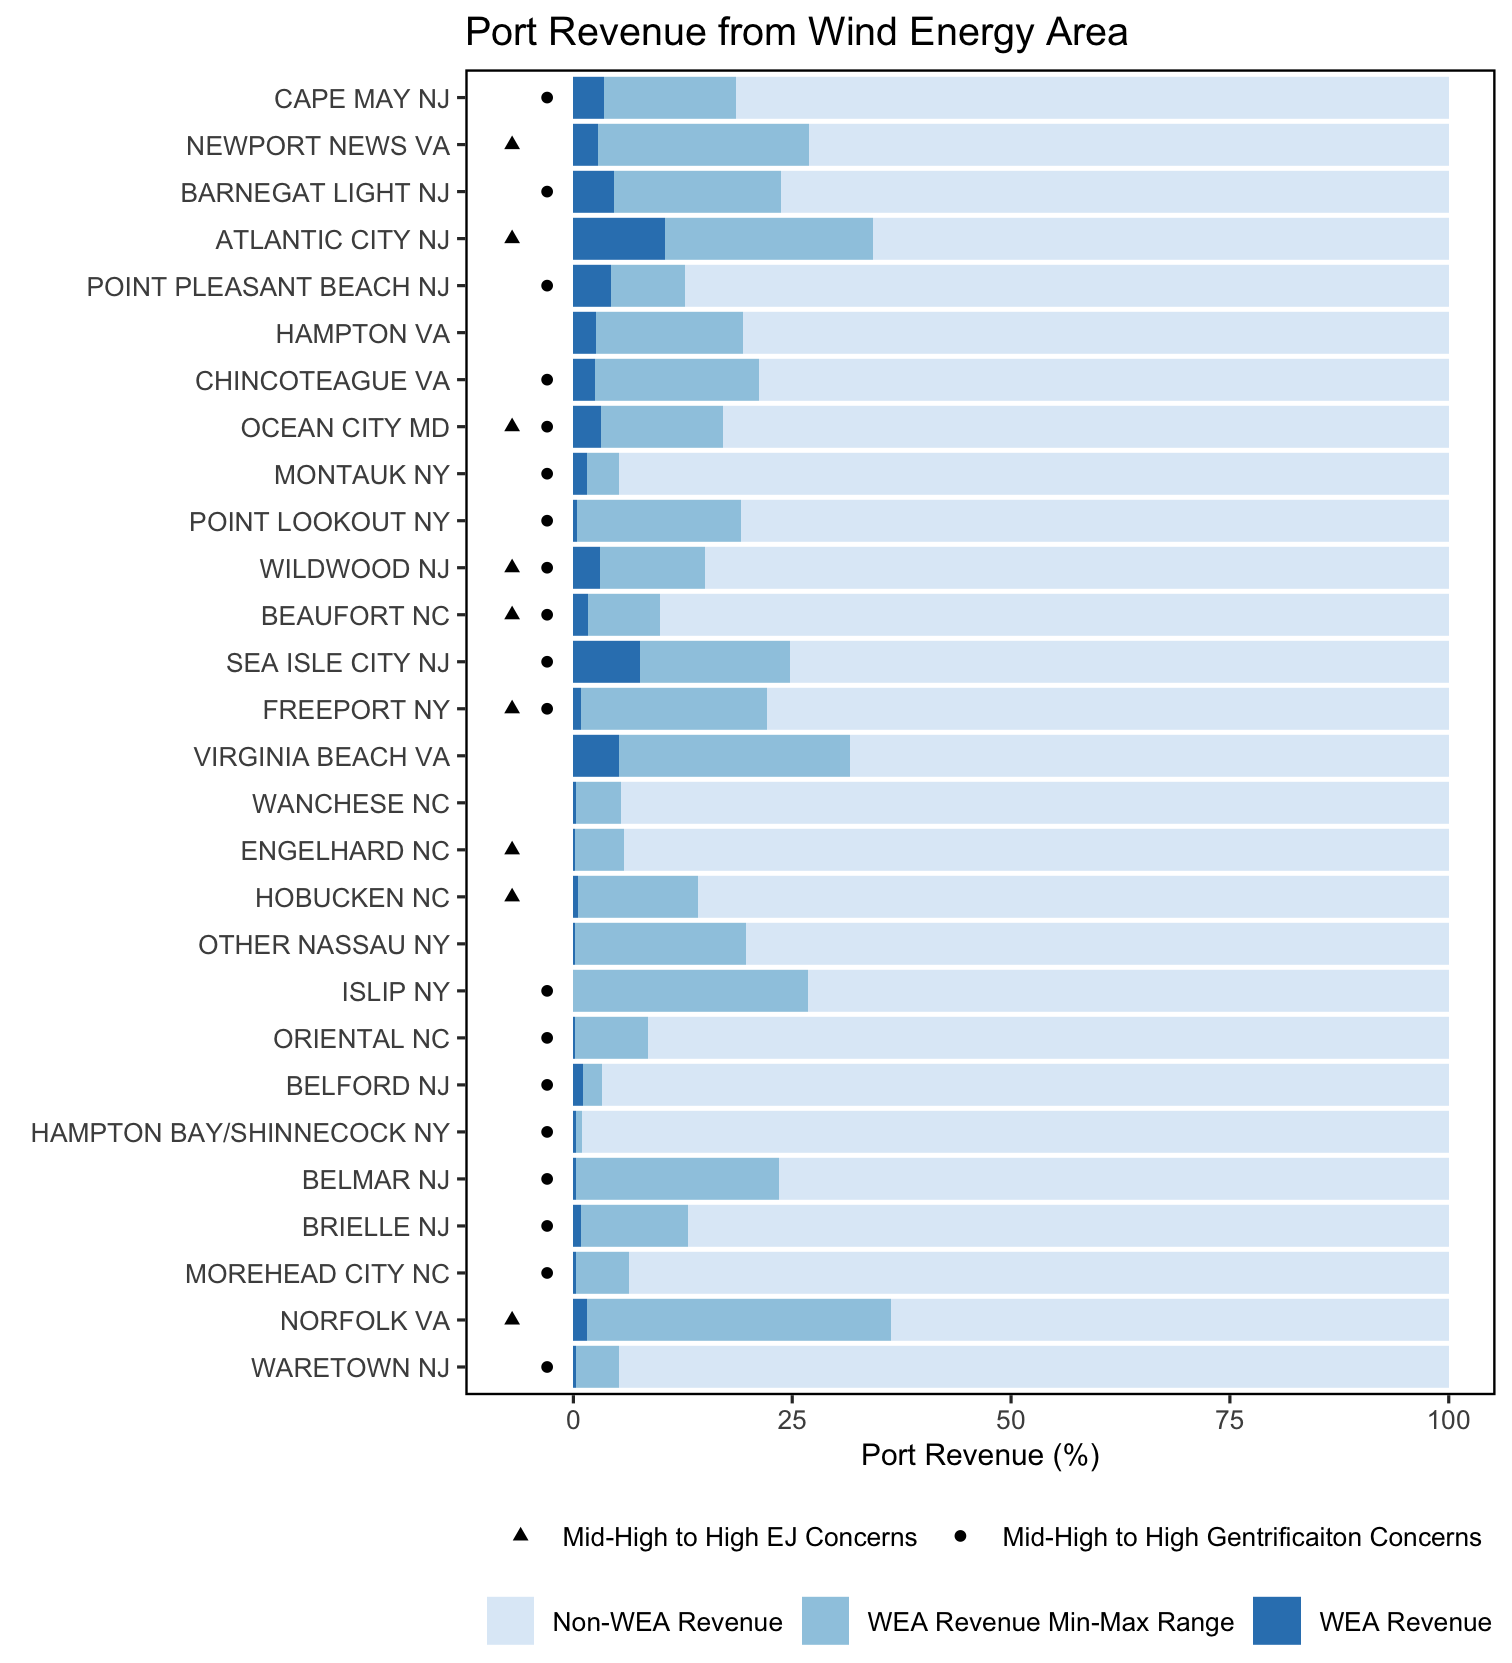 Port Revenue from Wind Energy Area
CAPE MAY NJ
NEWPORT NEWS VA
BARNEGAT LIGHT NJ
ATLANTIC CITY NJ
POINT PLEASANT BEACH NJ
HAMPTON VA
CHINCOTEAGUE VA
OCEAN CITY MD
MONTAUK NY
POINT LOOKOUT NY
WILDWOOD NJ
BEAUFORT NC
SEA ISLE CITY NJ
FREEPORT NY
VIRGINIA BEACH VA
WANCHESE NC
ENGELHARD NC
HOBUCKEN NC
OTHER NASSAU NY
ISLIP NY
ORIENTAL NC
BELFORD NJ
HAMPTON BAY/SHINNECOCK NY
BELMAR NJ
BRIELLE NJ
MOREHEAD CITY NC
NORFOLK VA
WARETOWN NJ
0 25 50 75 100
Port Revenue (%)
Mid-High to High EJ Concerns Mid-High to High Gentrificaiton Concerns
Non-WEA Revenue WEA Revenue Min-Max Range WEA Revenue